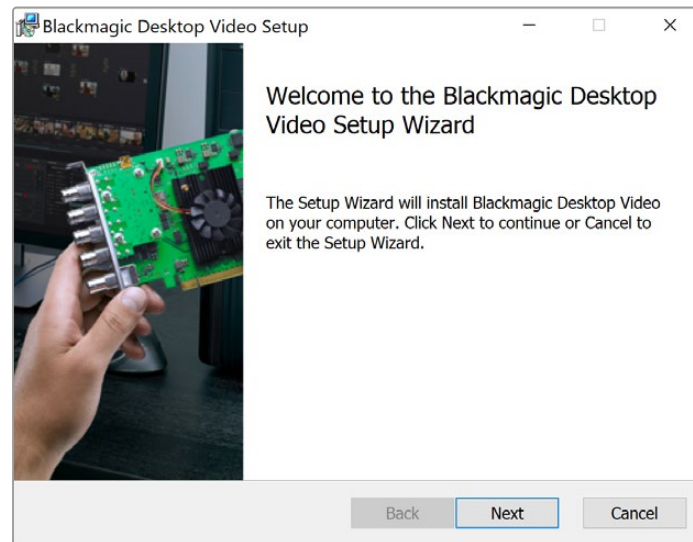 Blackmagic Desktop Video Setup
Welcome to the Blackmagic Desktop
Video Setup Wizard
The Setup Wizard will install Blackmagic Desktop Video
on your computer. Click Next to continue or Cancel to
exit the Setup Wizard.
Back Next Cancel